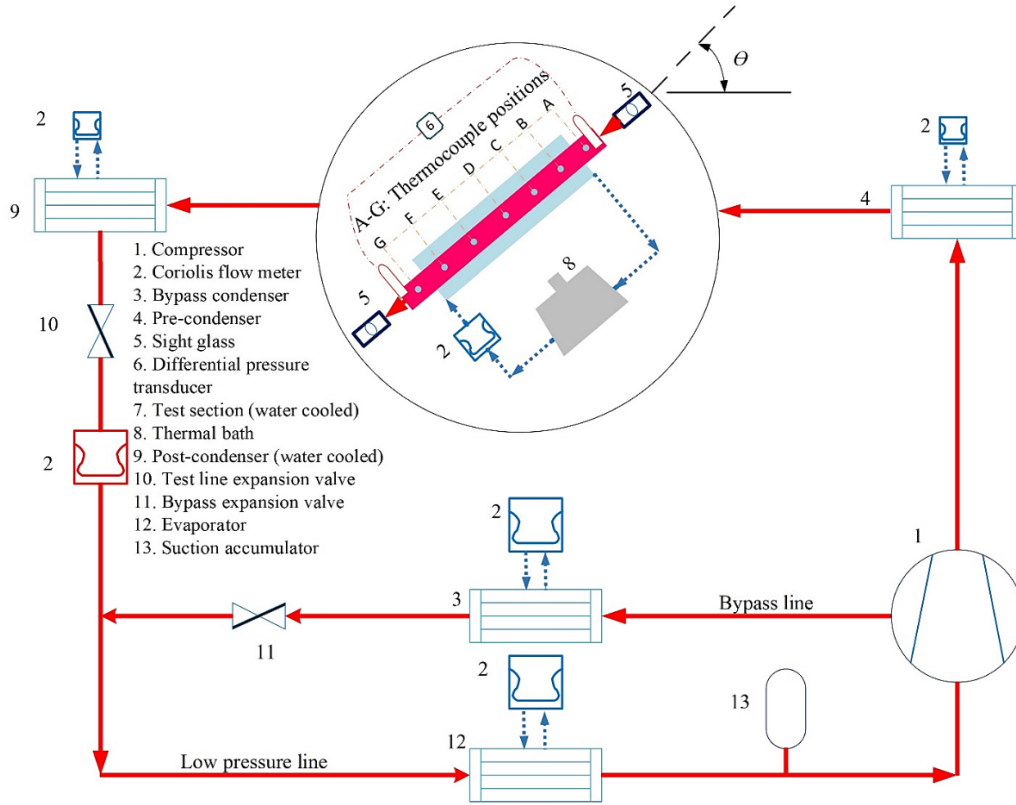 Θ
5
2
6
A-G: Thermocouple positions
A
B
C
D
E
F
G
2
9
4
8
5
2
10
1. Compressor
2. Coriolis flow meter
3. Bypass condenser
4. Pre-condenser
5. Sight glass
6. Differential pressure
transducer
7. Test section (water cooled)
8. Thermal bath
9. Post-condenser (water cooled)
10. Test line expansion valve
11. Bypass expansion valve
12. Evaporator
13. Suction accumulator
2
2
1
3
Bypass line
11
2
13
12
Low pressure line